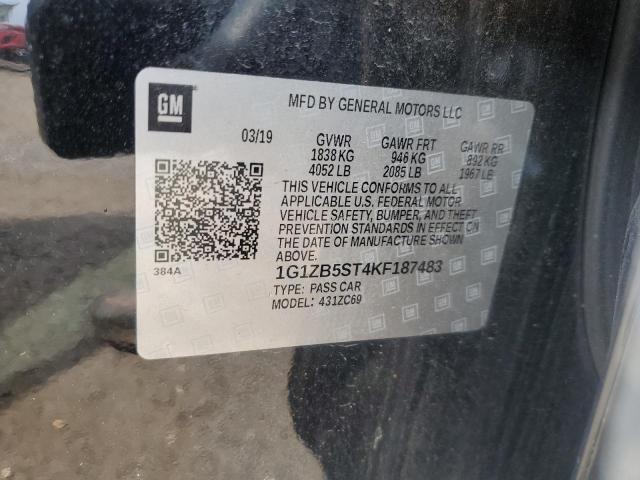 GM
MFD BY GENERAL MOTORS LLC
03/19 GVWR GAWR FRT GAWR RR
1838 KG 946 KG 892 KG
4052 LB 2085 LB 1967 LB
THIS VEHICLE CONFORMS TO ALL
APPLICABLE U.S. FEDERAL MOTOR
VEHICLE SAFETY, BUMPER, AND THEFT
PREVENTION STANDARDS IN EFFECT ON
THE DATE OF MANUFACTURE SHOWN
ABOVE.
384A
1G1ZB5ST4KF187483
TYPE: PASS CAR
MODEL: 431ZC69